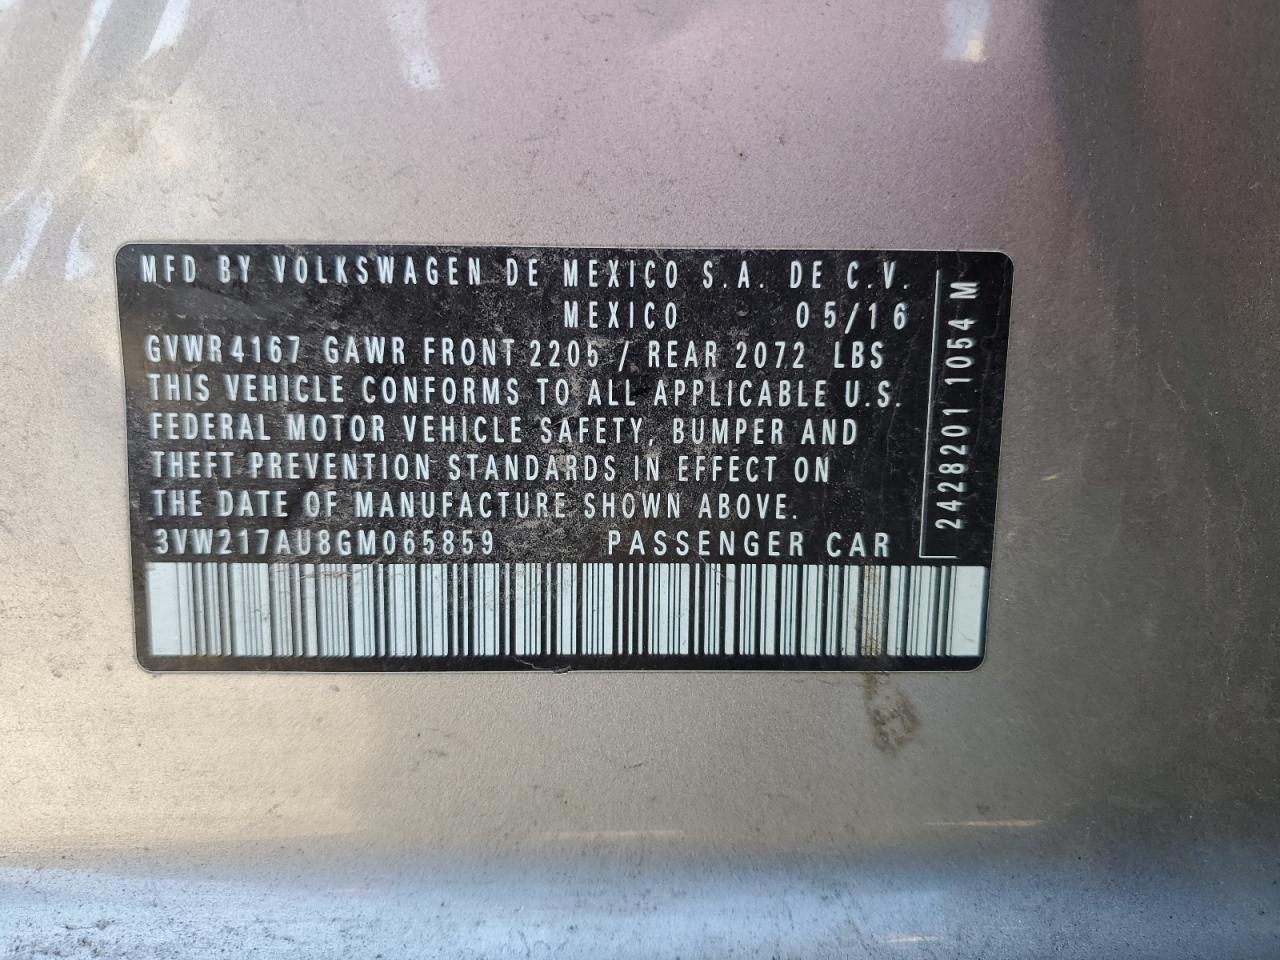 MFD BY VOLKSWAGEN DE MEXICO S.A. DE C.V.
MEXICO 05/16
GVWR 4167 GAWR FRONT 2205 / REAR 2072 LBS
THIS VEHICLE CONFORMS TO ALL APPLICABLE U.S.
FEDERAL MOTOR VEHICLE SAFETY, BUMPER AND
THEFT PREVENTION STANDARDS IN EFFECT ON
THE DATE OF MANUFACTURE SHOWN ABOVE.
3VW217AU8GM065859 PASSENGER CAR
2428201 1054 M